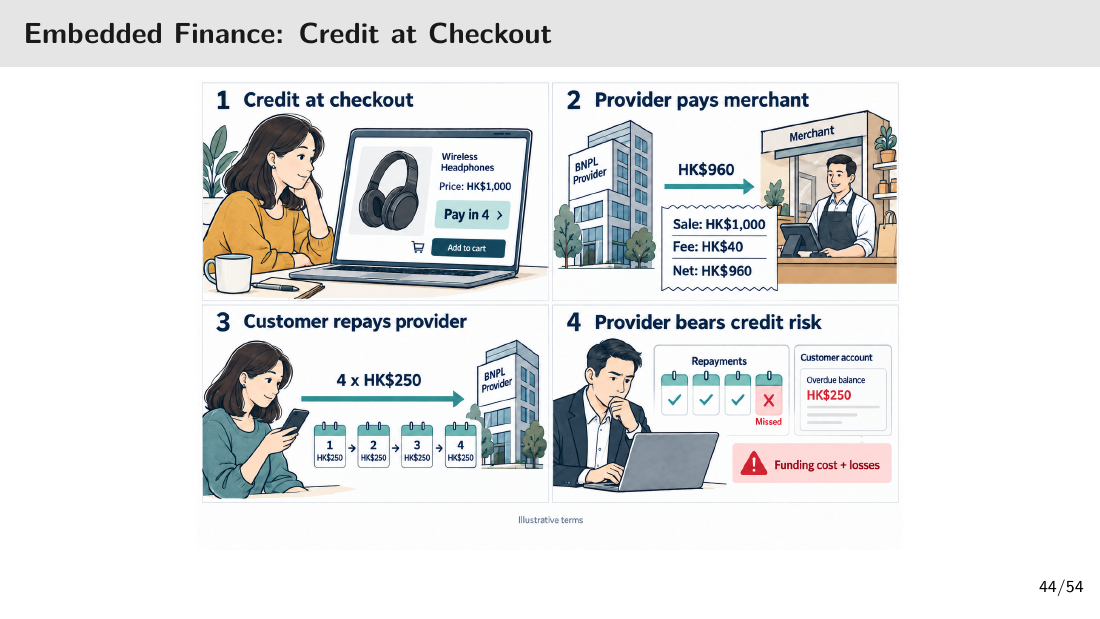 Embedded Finance: Credit at Checkout
1 Credit at checkout
Wireless
Headphones
Price: HK$1,000
Pay in 4 >
Add to cart
2 Provider pays merchant
BNPL
Provider
HK$960
Merchant
Sale: HK$1,000
Fee: HK$40
Net: HK$960
3 Customer repays provider
4 x HK$250
BNPL
Provider
1
HK$250
2
HK$250
3
HK$250
4
HK$250
4 Provider bears credit risk
Repayments
Missed
Customer account
Overdue balance
HK$250
Funding cost + losses
Illustrative terms
44/54